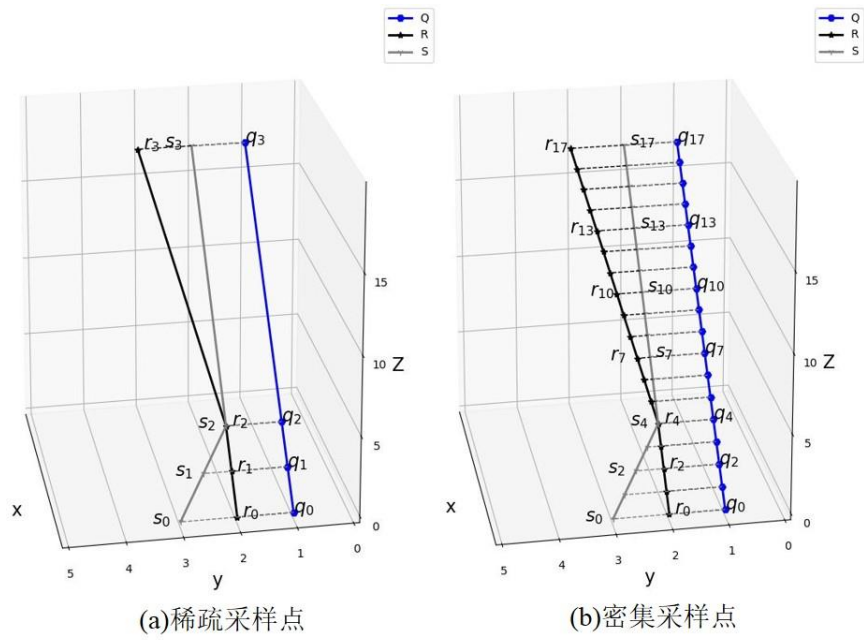 Q
R
S
Q
R
S
r3 s3 q3
s2 r2 q2
s1 r1 q1
s0 r0 q0
15
10
5
0
Z
x
5 4 3 2 1 0
y
r17 s17 q17
r13 s13 q13
r10 s10 q10
r7 s7 q7
s4 r4 q4
s2 r2 q2
s0 r0 q0
15
10
5
0
Z
x
5 4 3 2 1 0
y
(a)稀疏采样点
(b)密集采样点